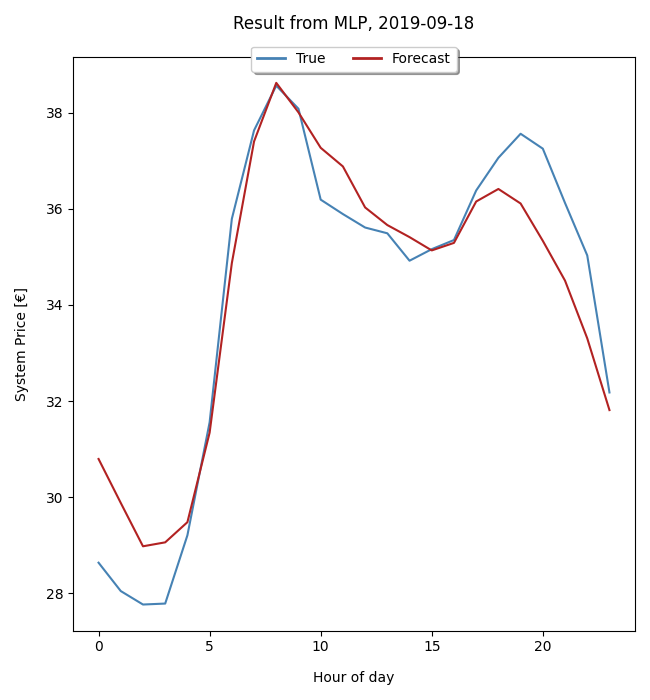 Result from MLP, 2019-09-18
True Forecast
System Price [€]
38
36
34
32
30
28
0 5 10 15 20
Hour of day